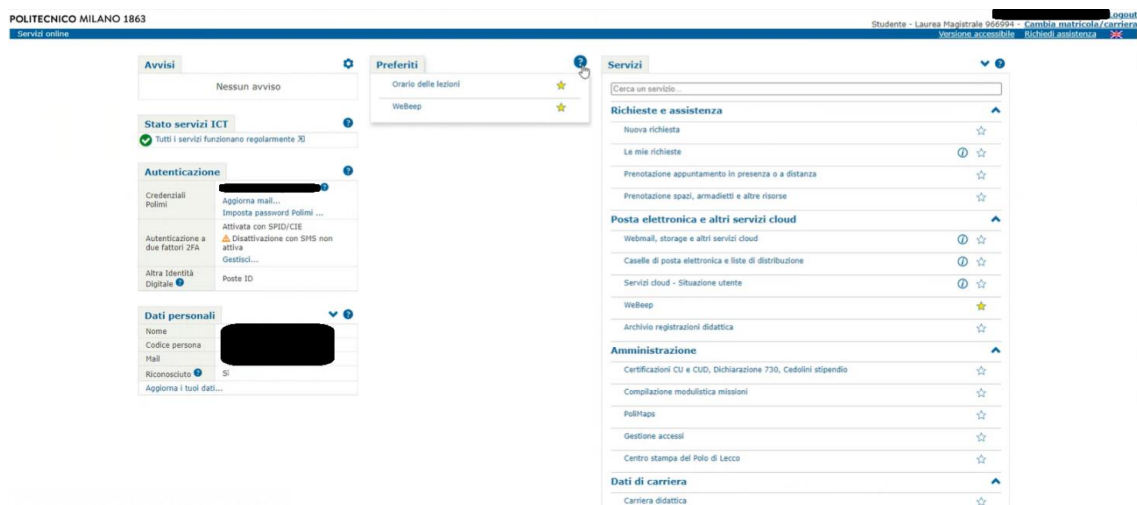 POLITECNICO MILANO 1863
Logout
Studente - Laurea Magistrale 966994 - Cambia matricola/carriera
Servizi online
Versione accessibile Richiedi assistenza
Avvisi
Nessun avviso
Stato servizi ICT
Tutti i servizi funzionano regolarmente
Autenticazione
Credenziali Polimi
Aggiorna mail...
Imposta password Polimi ...
Autenticazione a due fattori 2FA
Attivata con SPID/CIE
Disattivazione con SMS non attiva
Gestisci...
Altra Identità Digitale
Poste ID
Dati personali
Nome
Codice persona
Mail
Riconosciuto Sì
Aggiorna i tuoi dati...
Preferiti
Orario delle lezioni
WeBeep
Servizi
Cerca un servizio...
Richieste e assistenza
Nuova richiesta
Le mie richieste
Prenotazione appuntamento in presenza o a distanza
Prenotazione spazi, armadietti e altre risorse
Posta elettronica e altri servizi cloud
Webmail, storage e altri servizi cloud
Caselle di posta elettronica e liste di distribuzione
Servizi cloud - Situazione utente
WeBeep
Archivio registrazioni didattica
Amministrazione
Certificazioni CU e CUD, Dichiarazione 730, Cedolini stipendio
Compilazione modulistica missioni
PoliMaps
Gestione accessi
Centro stampa del Polo di Lecco
Dati di carriera
Carriera didattica